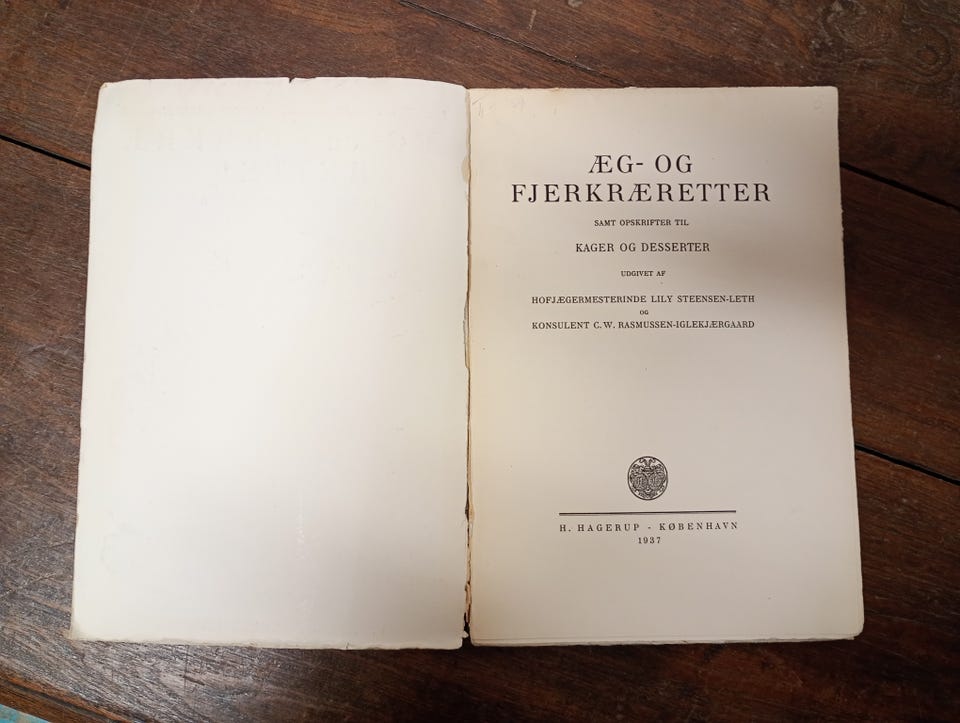 ÆG- OG
FJERKRÆRETTER
SAMT OPSKRIFTER TIL
KAGER OG DESSERTER
UDGIVET AF
HOFJÆGERMESTERINDE LILY STEENSEN-LETH
OG
KONSULENT C. W. RASMUSSEN-IGLEKJÆRGAARD
H. HAGERUP - KØBENHAVN
1937